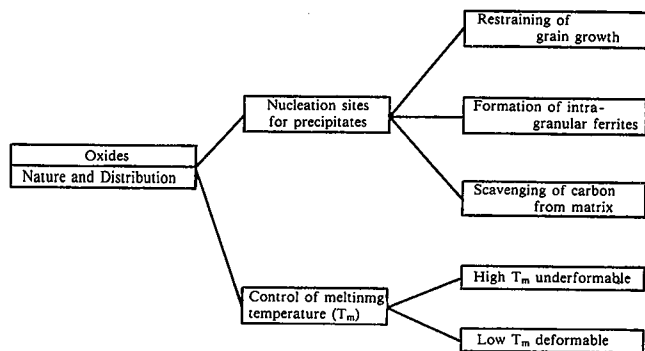 Restraining of
grain growth
Nucleation sites
for precipitates
Formation of intra-
granular ferrites
Oxides
Nature and Distribution
Scavenging of carbon
from matrix
Control of meltinmg
temperature (Tm)
High Tm underformable
Low Tm deformable